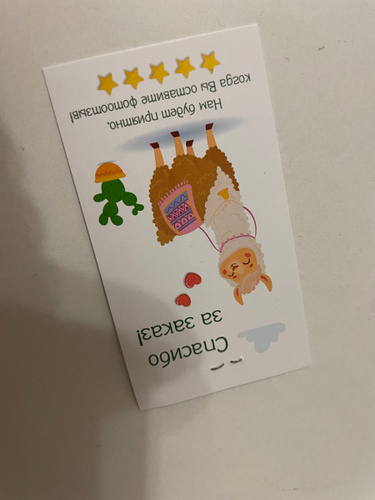 Спасибо
за заказ!
Нам будет приятно,
когда Вы оставите фотоотзыв!